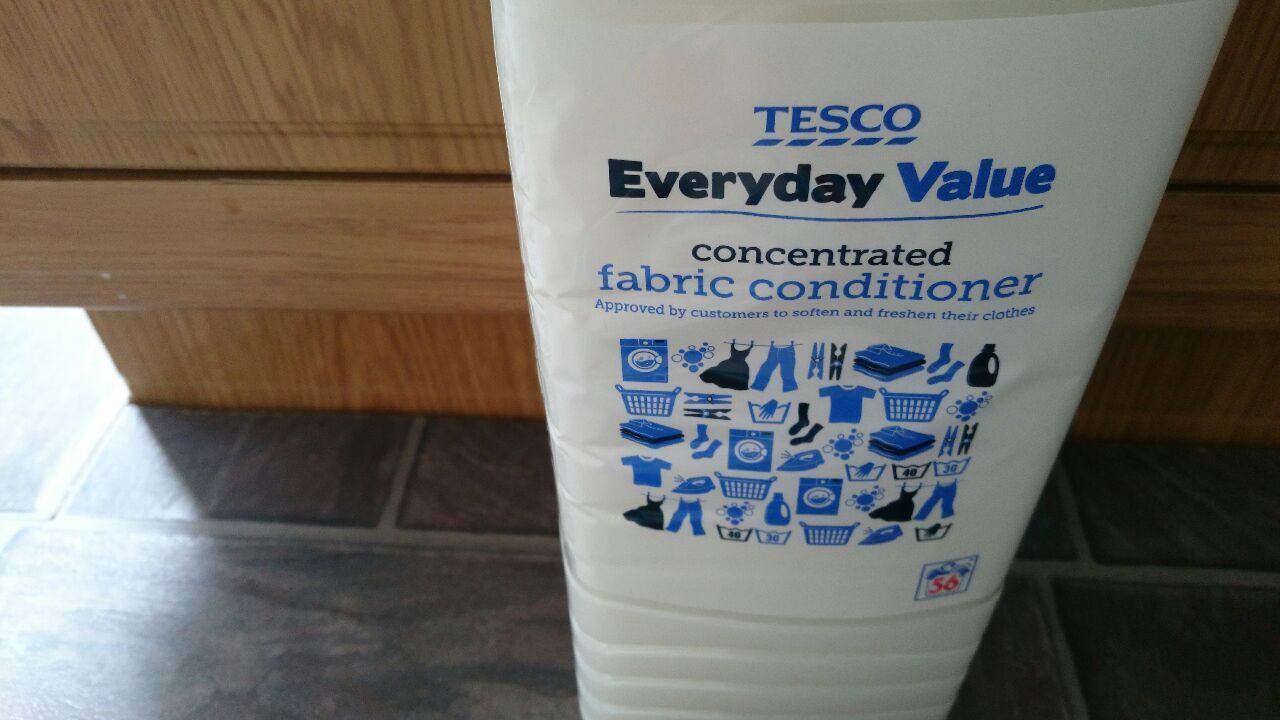 TESCO
Everyday Value
concentrated
fabric conditioner
Approved by customers to soften and freshen their clothes
40 30
40 30
56